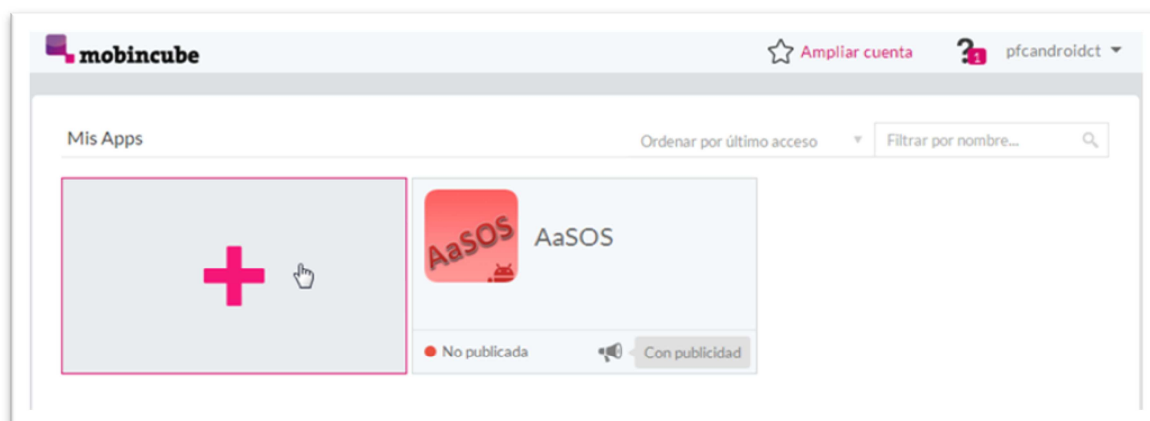 mobincube
Ampliar cuenta
1
pfcandroidct
Mis Apps
Ordenar por último acceso
Filtrar por nombre...
AaSOS
AaSOS
No publicada
Con publicidad